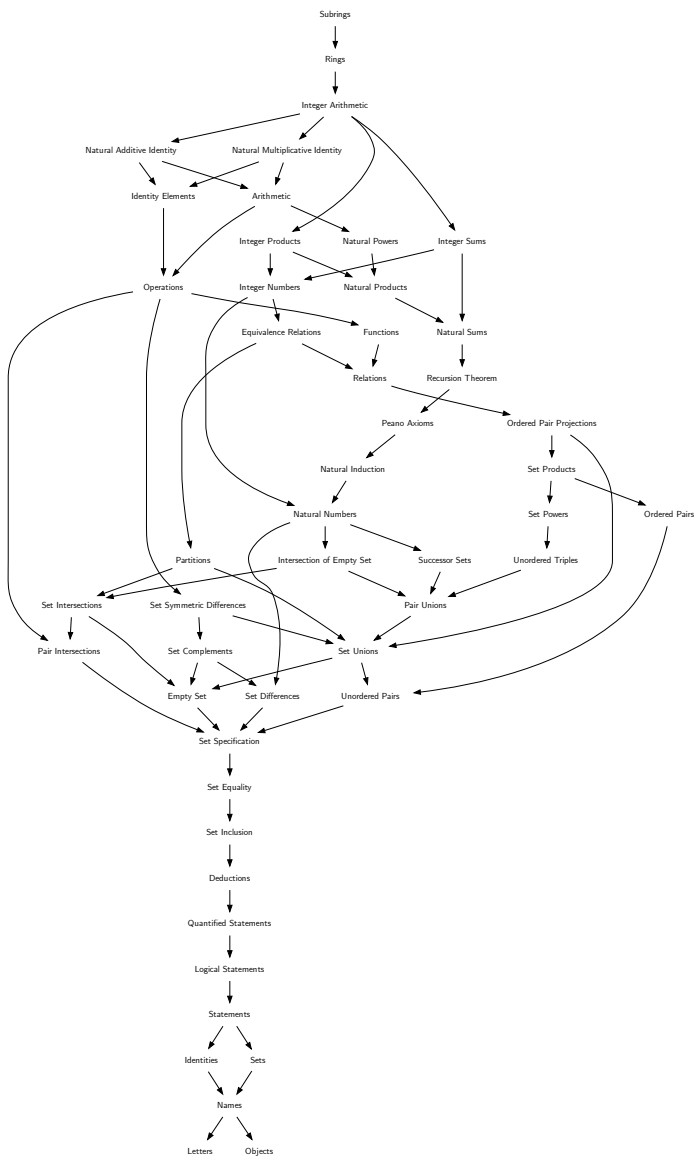 Subrings
Rings
Integer Arithmetic
Natural Additive Identity
Natural Multiplicative Identity
Identity Elements
Arithmetic
Integer Products
Natural Powers
Integer Sums
Operations
Integer Numbers
Natural Products
Equivalence Relations
Functions
Natural Sums
Relations
Recursion Theorem
Peano Axioms
Ordered Pair Projections
Natural Induction
Set Products
Natural Numbers
Set Powers
Ordered Pairs
Partitions
Intersection of Empty Set
Successor Sets
Unordered Triples
Set Intersections
Set Symmetric Differences
Pair Unions
Pair Intersections
Set Complements
Set Unions
Empty Set
Set Differences
Unordered Pairs
Set Specification
Set Equality
Set Inclusion
Deductions
Quantified Statements
Logical Statements
Statements
Identities
Sets
Names
Letters
Objects